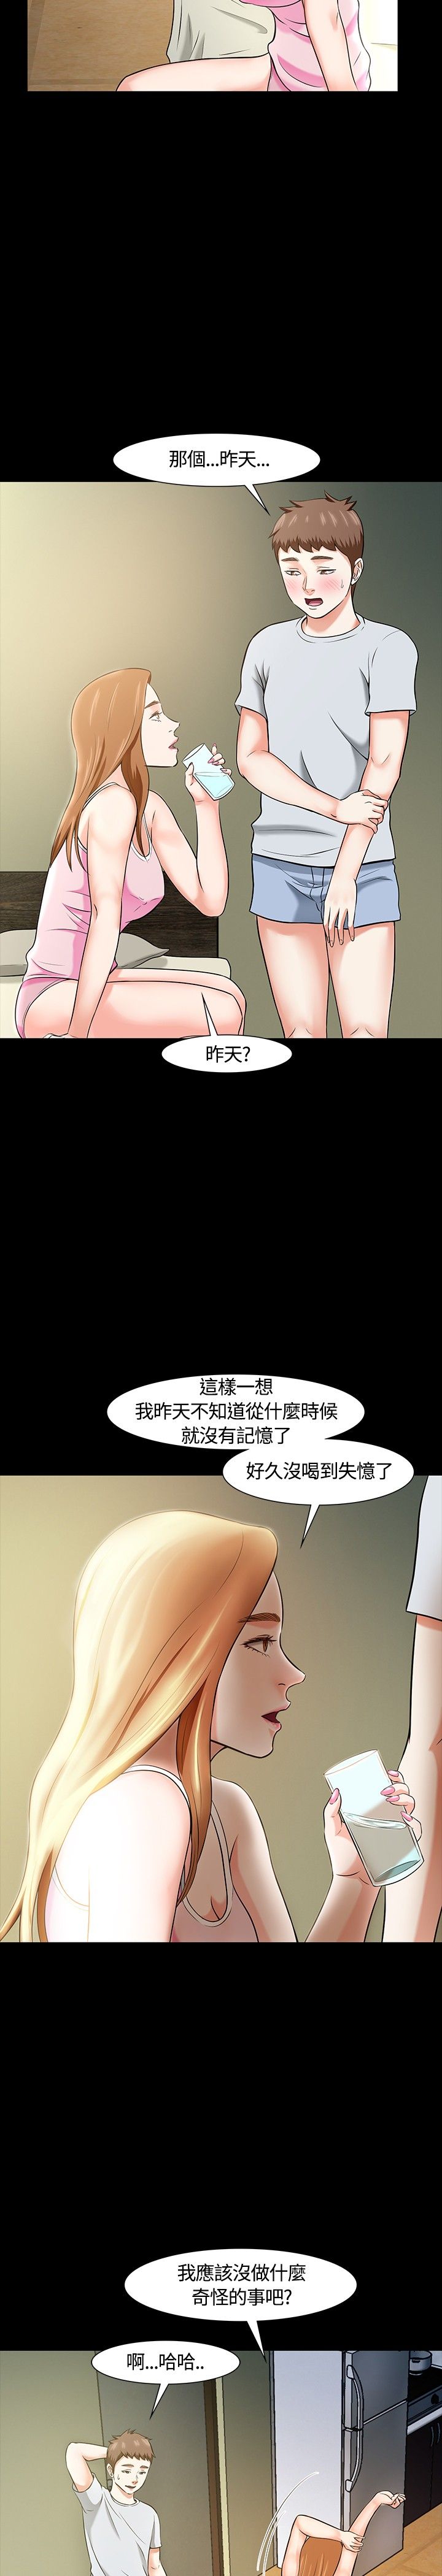 那個...昨天...
昨天?
這樣一想
我昨天不知道從什麼時候
就沒有記憶了
好久沒喝到失憶了
我應該沒做什麼
奇怪的事吧?
啊...哈哈..